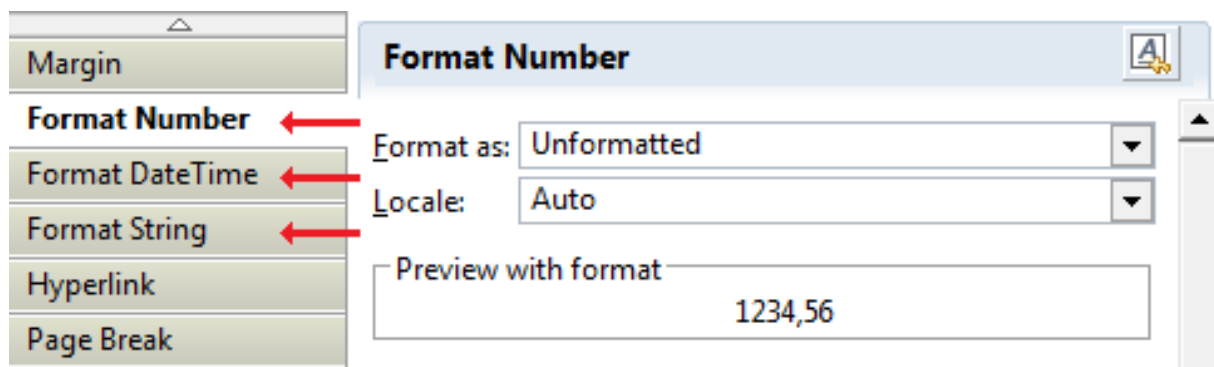 Margin
Format Number
Format DateTime
Format String
Hyperlink
Page Break
Format Number
Format as: Unformatted
Locale: Auto
Preview with format
1234,56